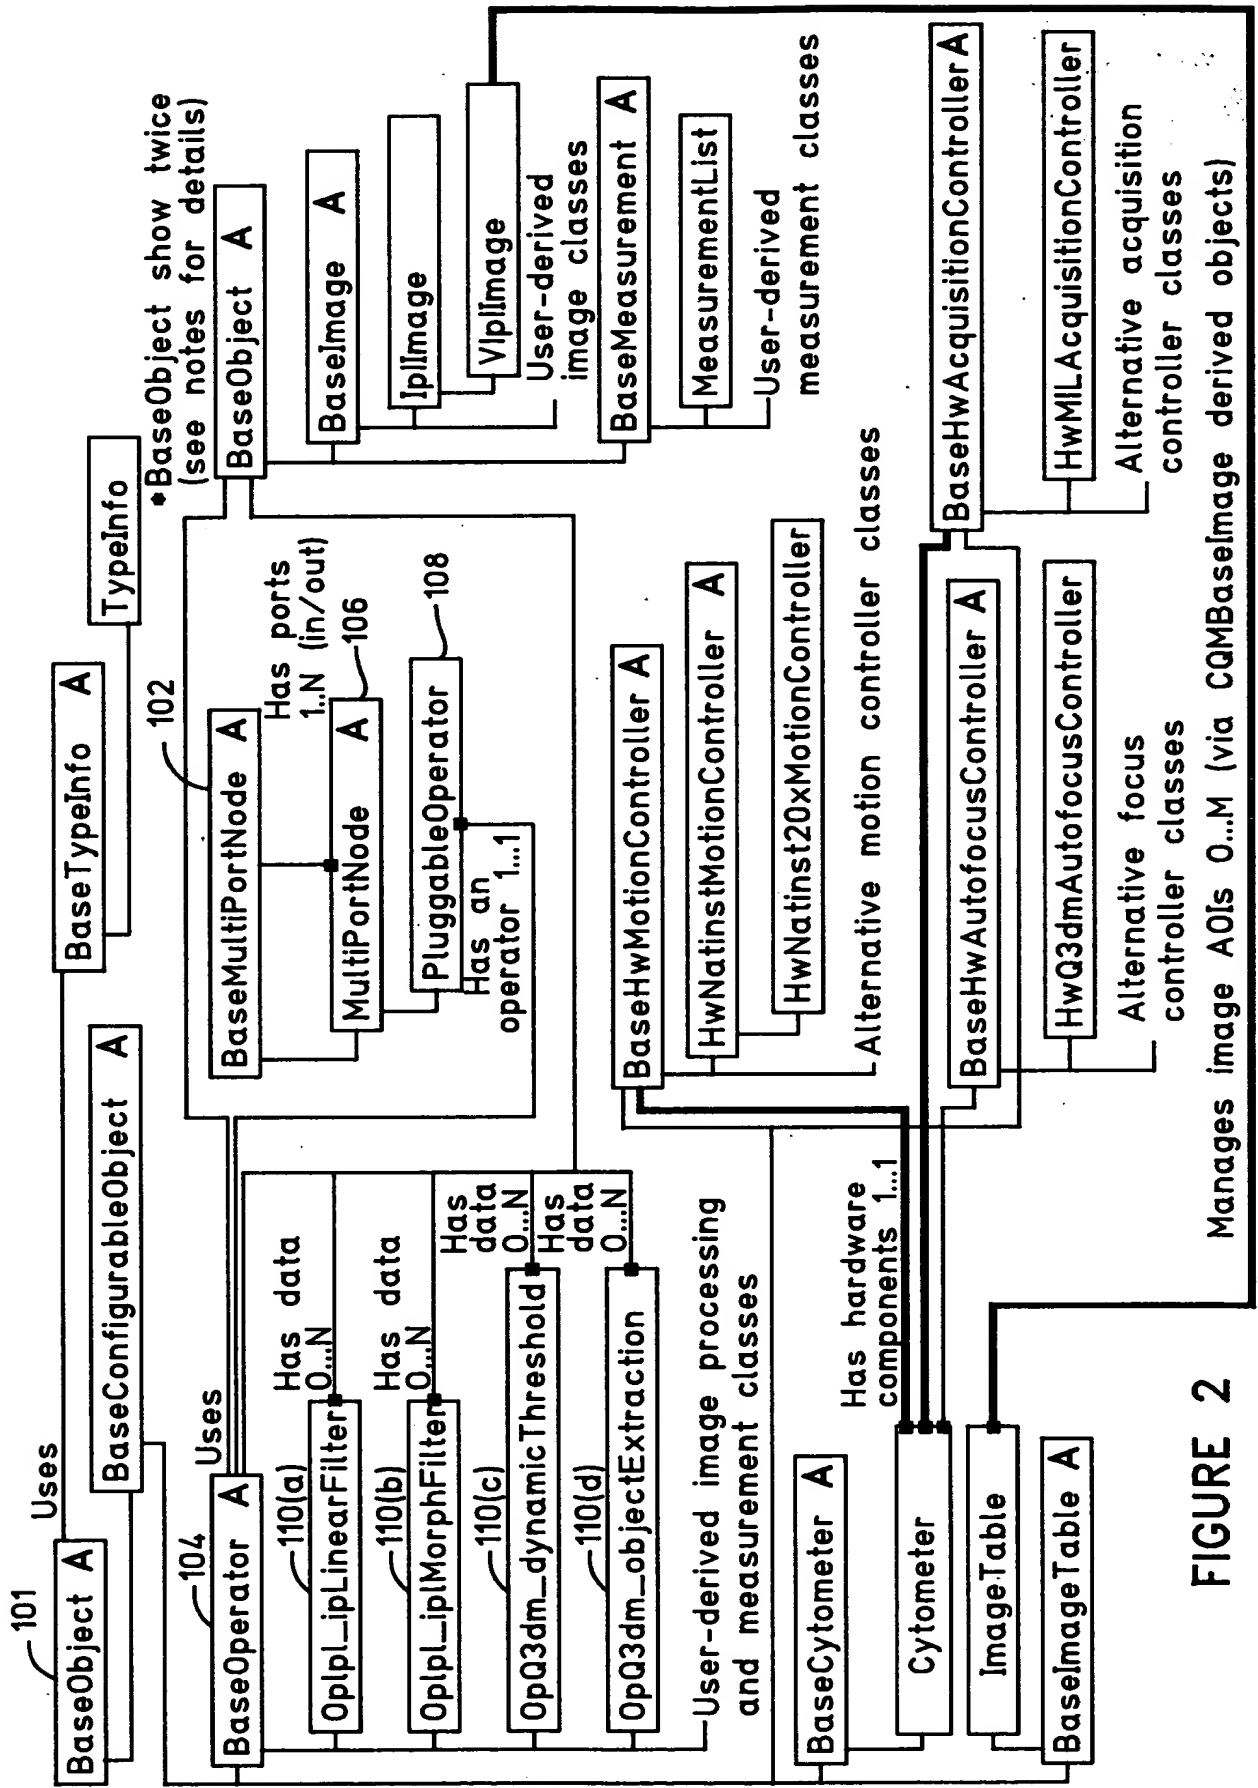 101
BaseObject A
Uses
BaseTypeInfo A
TypeInfo
BaseConfigurableObject A
*BaseObject show twice
(see notes for details)
BaseObject A
104
BaseOperator A
Uses
102
BaseMultiPortNode A
Has ports
1..N (in/out)
106
MultiPortNode A
108
PluggableOperator
Has an
operator 1...1
110(a)
OpIpl_iplLinearFilter
Has data
0...N
110(b)
OpIpl_iplMorphFilter
Has data
0...N
110(c)
OpQ3dm_dynamicThreshold
Has
data
0...N
110(d)
OpQ3dm_objectExtraction
Has
data
0...N
User-derived image processing
and measurement classes
BaseImage A
IplImage
VIplImage
User-derived
image classes
BaseMeasurement A
MeasurementList
User-derived
measurement classes
BaseHwMotionController A
HwNatinstMotionController A
HwNatinst20xMotionController
Alternative motion controller classes
BaseCytometer A
Cytometer
Has hardware
components 1...1
ImageTable
BaseImageTable A
BaseHwAcquisitionController A
BaseHwAutofocusController A
HwMILAcquisitionController
HwQ3dmAutofocusController
Alternative focus
controller classes
Alternative acquisition
controller classes
Manages image AOIs 0...M (via CQMBaseImage derived objects)
FIGURE 2